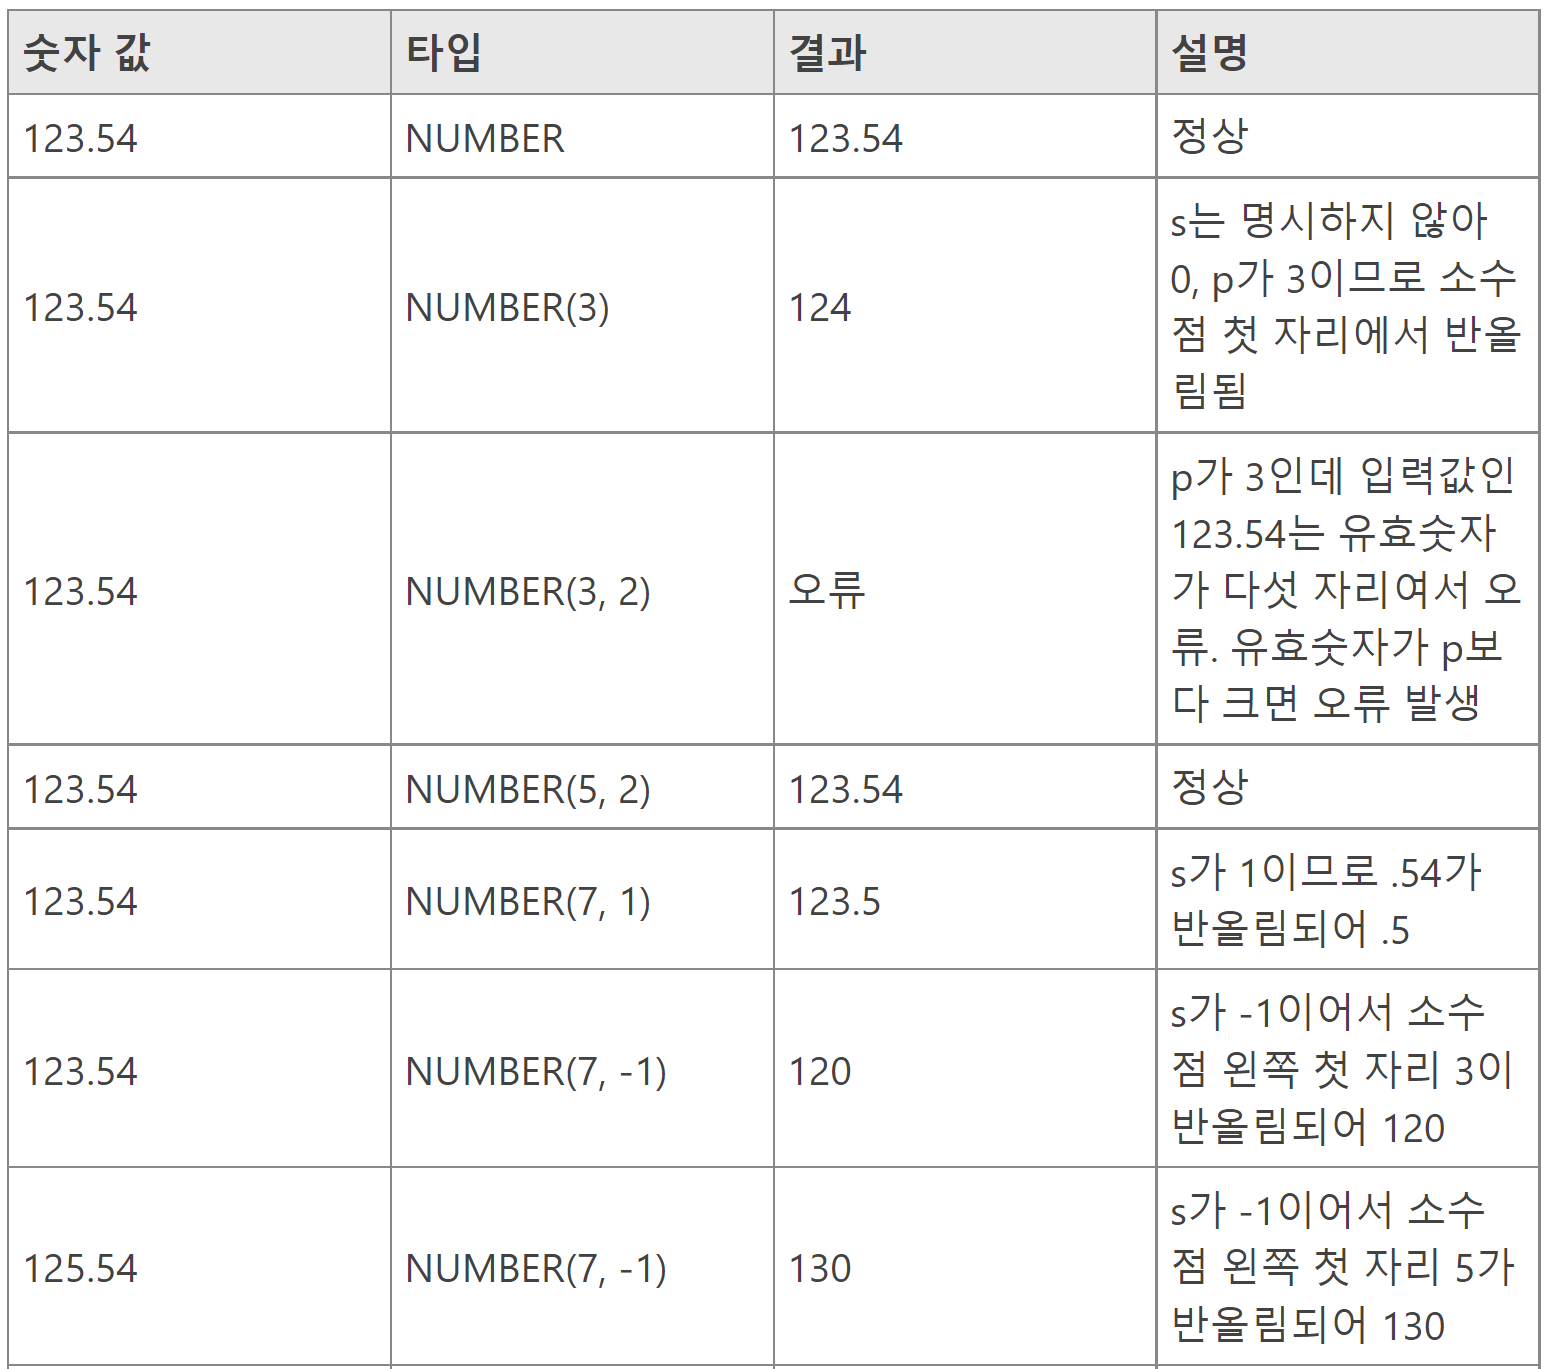 숫자 값 타입 결과 설명
123.54 NUMBER 123.54 정상
s는 명시하지 않아
0, p가 3이므로 소수
123.54 NUMBER(3) 124
점 첫 자리에서 반올
림됨
p가 3인데 입력값인
123.54는 유효숫자
123.54 NUMBER(3, 2) 오류 가 다섯 자리여서 오
류. 유효숫자가 p보
다 크면 오류 발생
123.54 NUMBER(5, 2) 123.54 정상
123.54 NUMBER(7, 1) 123.5
s가 1이므로 .54가
반올림되어 .5
s가 -1이어서 소수
123.54 NUMBER(7, -1) 120 점 왼쪽 첫 자리 3이
반올림되어 120
s가 -1이어서 소수
125.54 NUMBER(7, -1) 130 점 왼쪽 첫 자리 5가
반올림되어 130